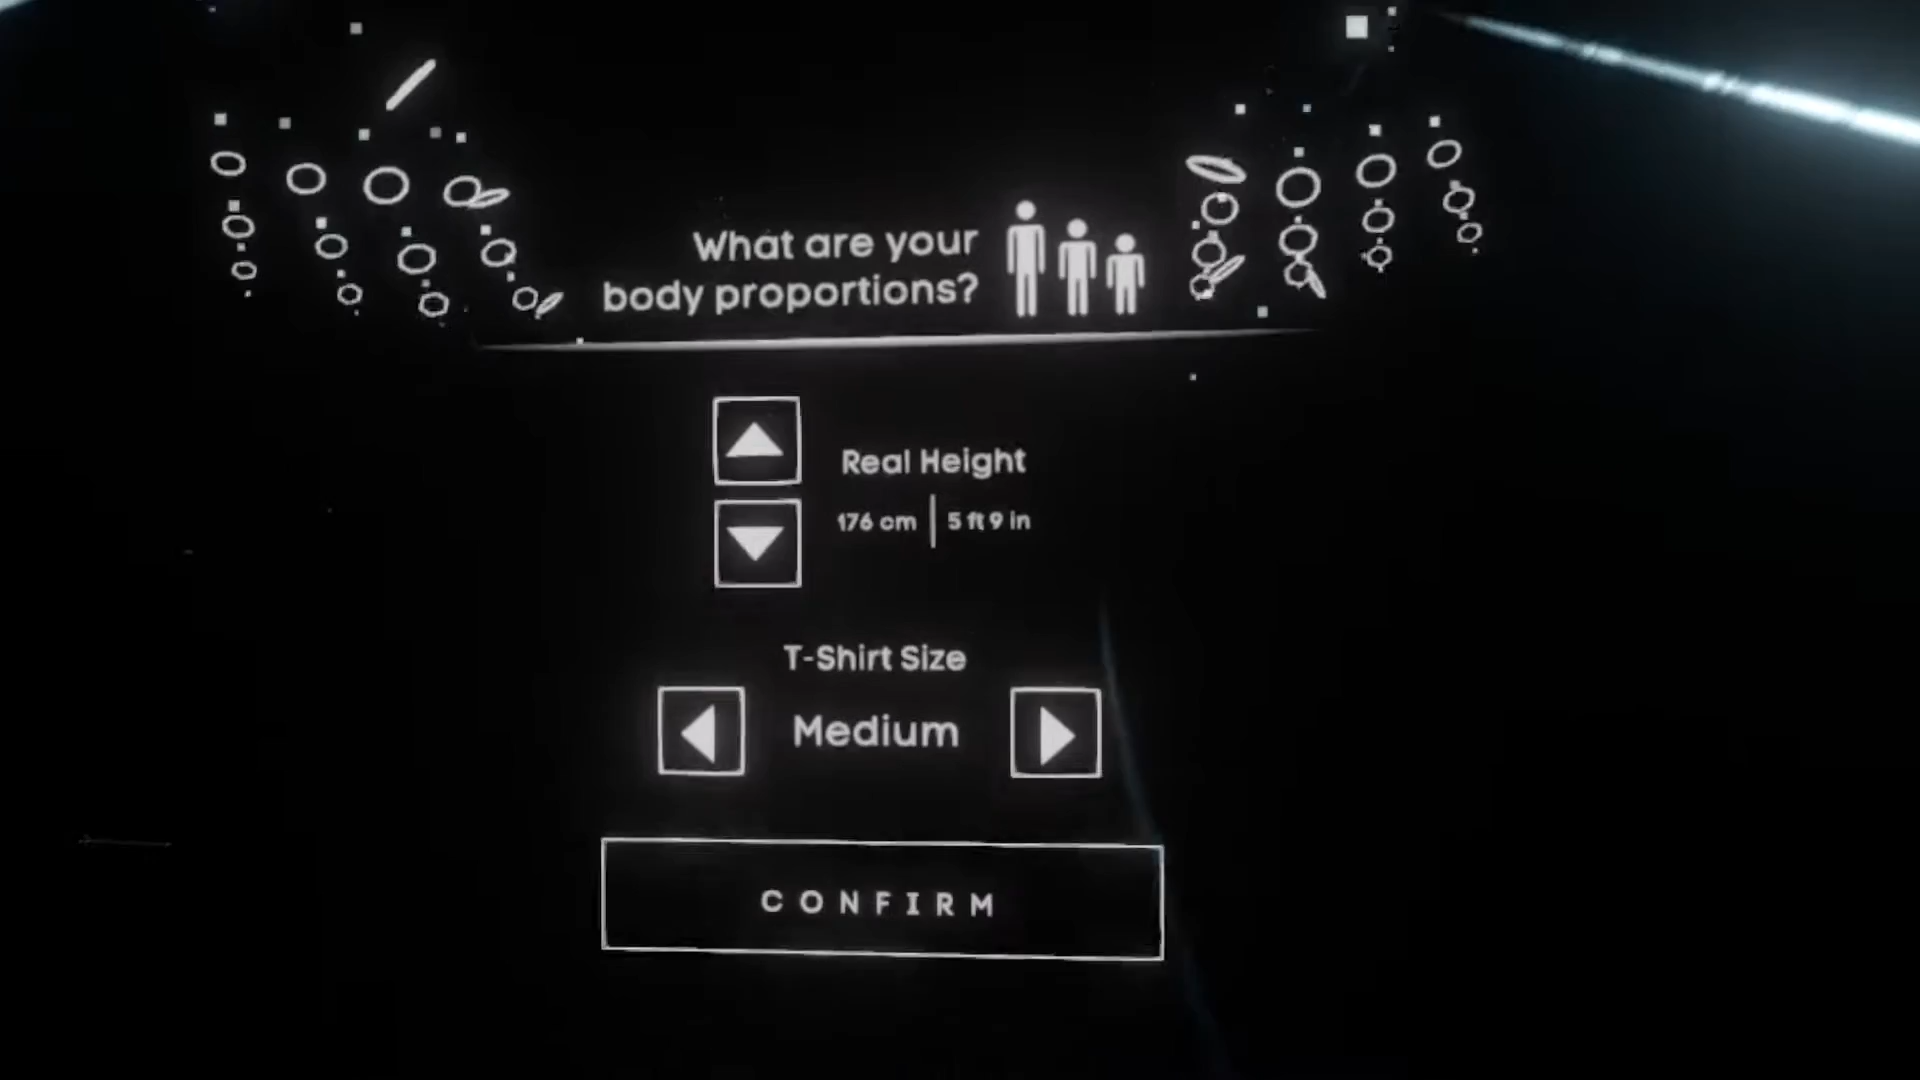 What are your
body proportions?
Real Height
176 cm | 5 ft 9 in
T-Shirt Size
Medium
CONFIRM